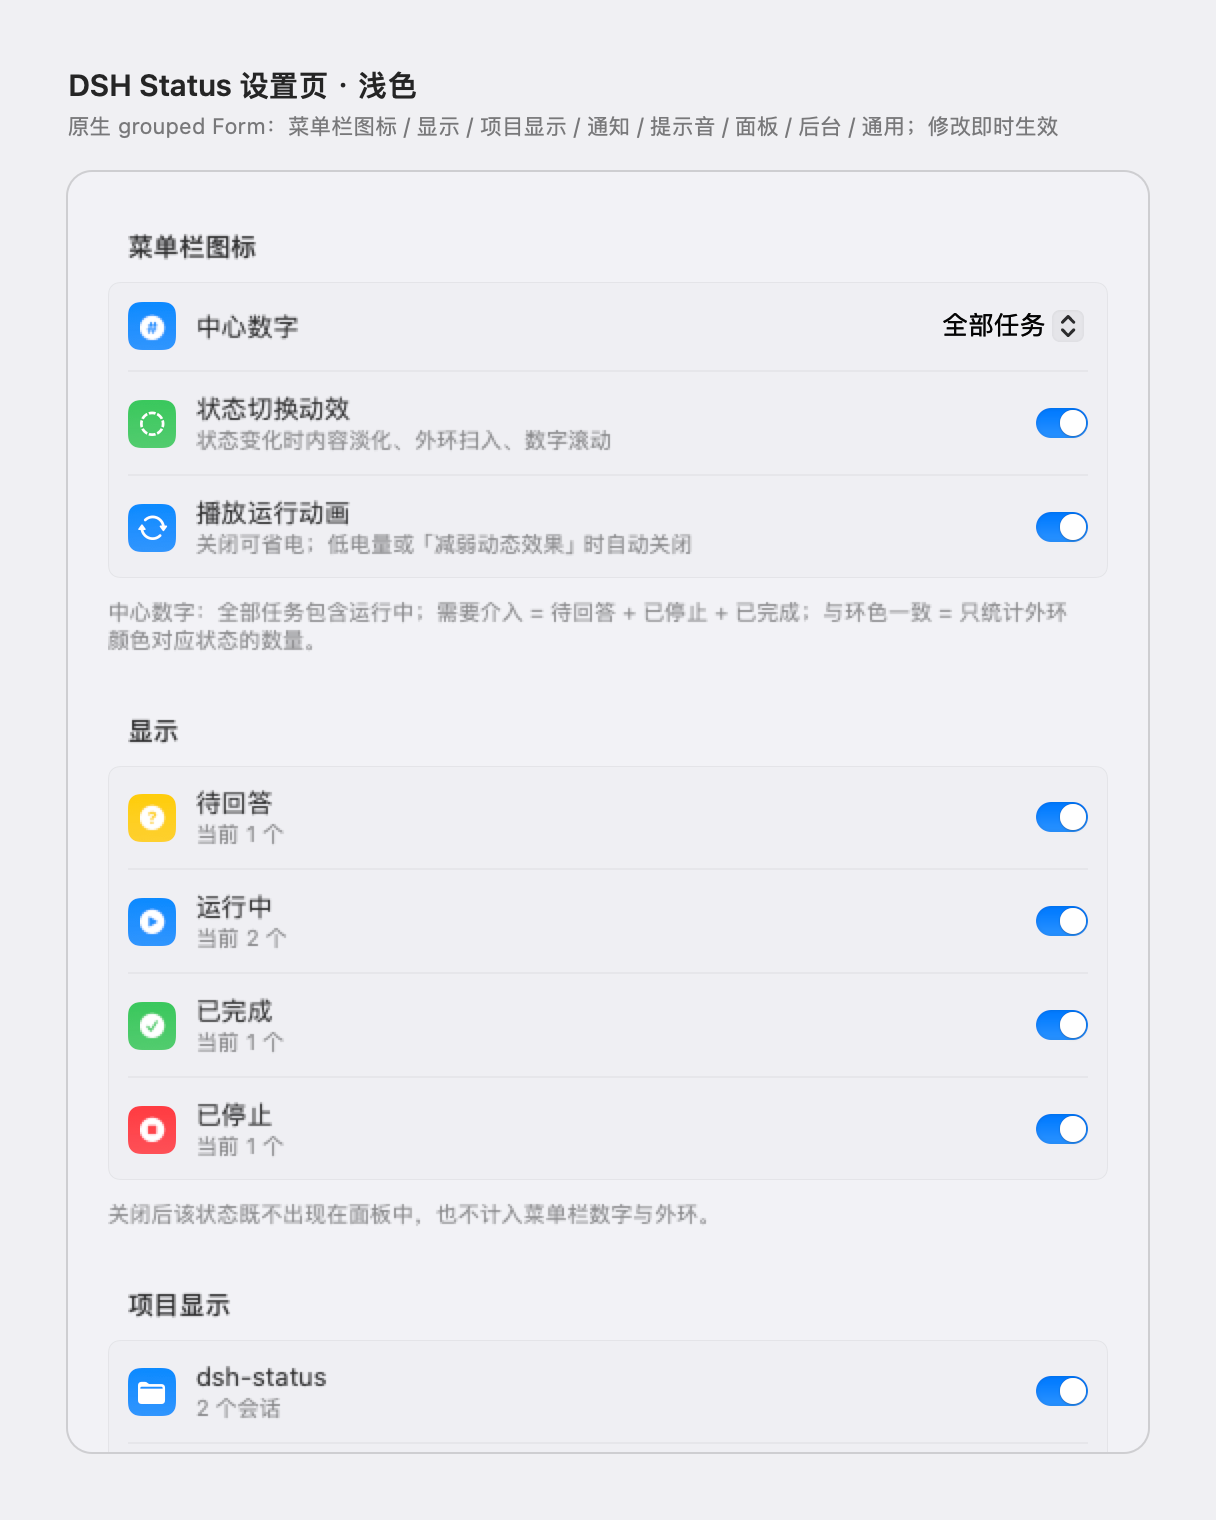 DSH Status 设置页 · 浅色
原生 grouped Form：菜单栏图标 / 显示 / 项目显示 / 通知 / 提示音 / 面板 / 后台 / 通用；修改即时生效
菜单栏图标
#
中心数字
全部任务
状态切换动效
状态变化时内容淡化、外环扫入、数字滚动
播放运行动画
关闭可省电；低电量或「减弱动态效果」时自动关闭
中心数字：全部任务包含运行中；需要介入 = 待回答 + 已停止 + 已完成；与环色一致 = 只统计外环
颜色对应状态的数量。
显示
?
待回答
当前 1 个
运行中
当前 2 个
已完成
当前 1 个
已停止
当前 1 个
关闭后该状态既不出现在面板中，也不计入菜单栏数字与外环。
项目显示
dsh-status
2 个会话